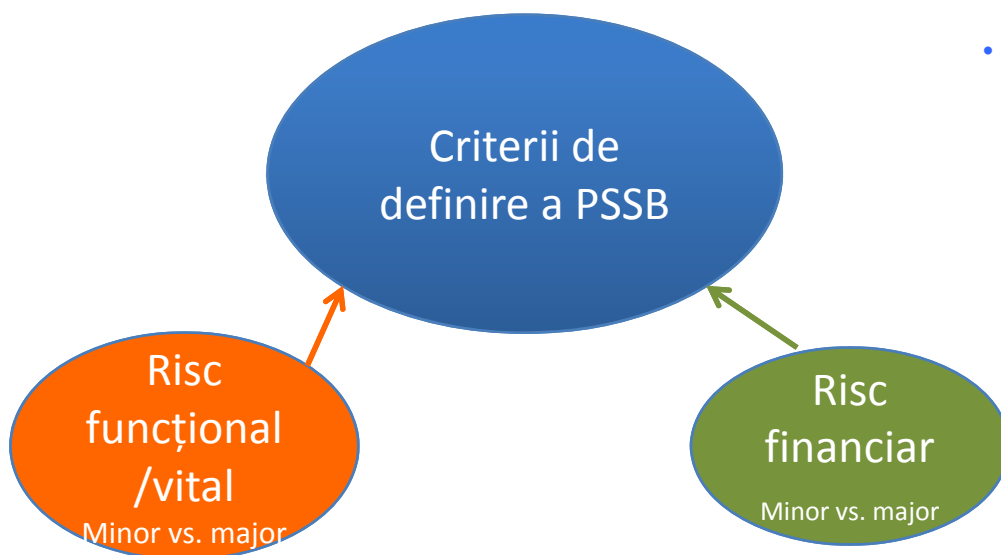 Criterii de
definire a PSSB
Risc
funcțional
/vital
Minor vs. major
Risc
financiar
Minor vs. major